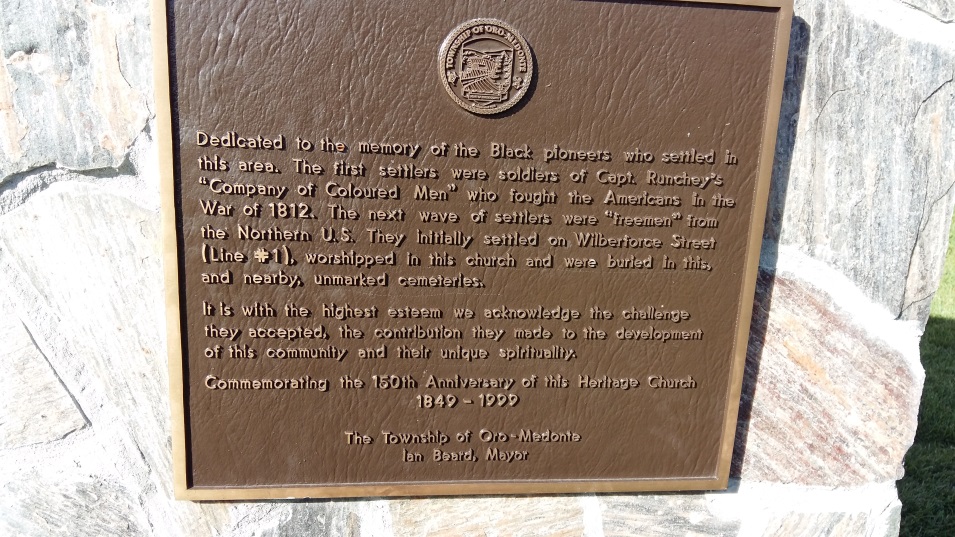 TOWNSHIP OF ORO-MEDONTE
Dedicated to the memory of the Black pioneers who settled in
this area. The first settlers were soldiers of Capt. Runchey's
"Company of Coloured Men" who fought the Americans in the
War of 1812. The next wave of settlers were "freemen" from
the Northern U.S. They initially settled on Wilberforce Street
(Line #1), worshipped in this church and were buried in this,
and nearby, unmarked cemeteries.
It is with the highest esteem we acknowledge the challenge
they accepted, the contribution they made to the development
of this community and their unique spirituality.
Commemorating the 150th Anniversary of this Heritage Church
1849 - 1999
The Township of Oro-Medonte
Ian Beard, Mayor